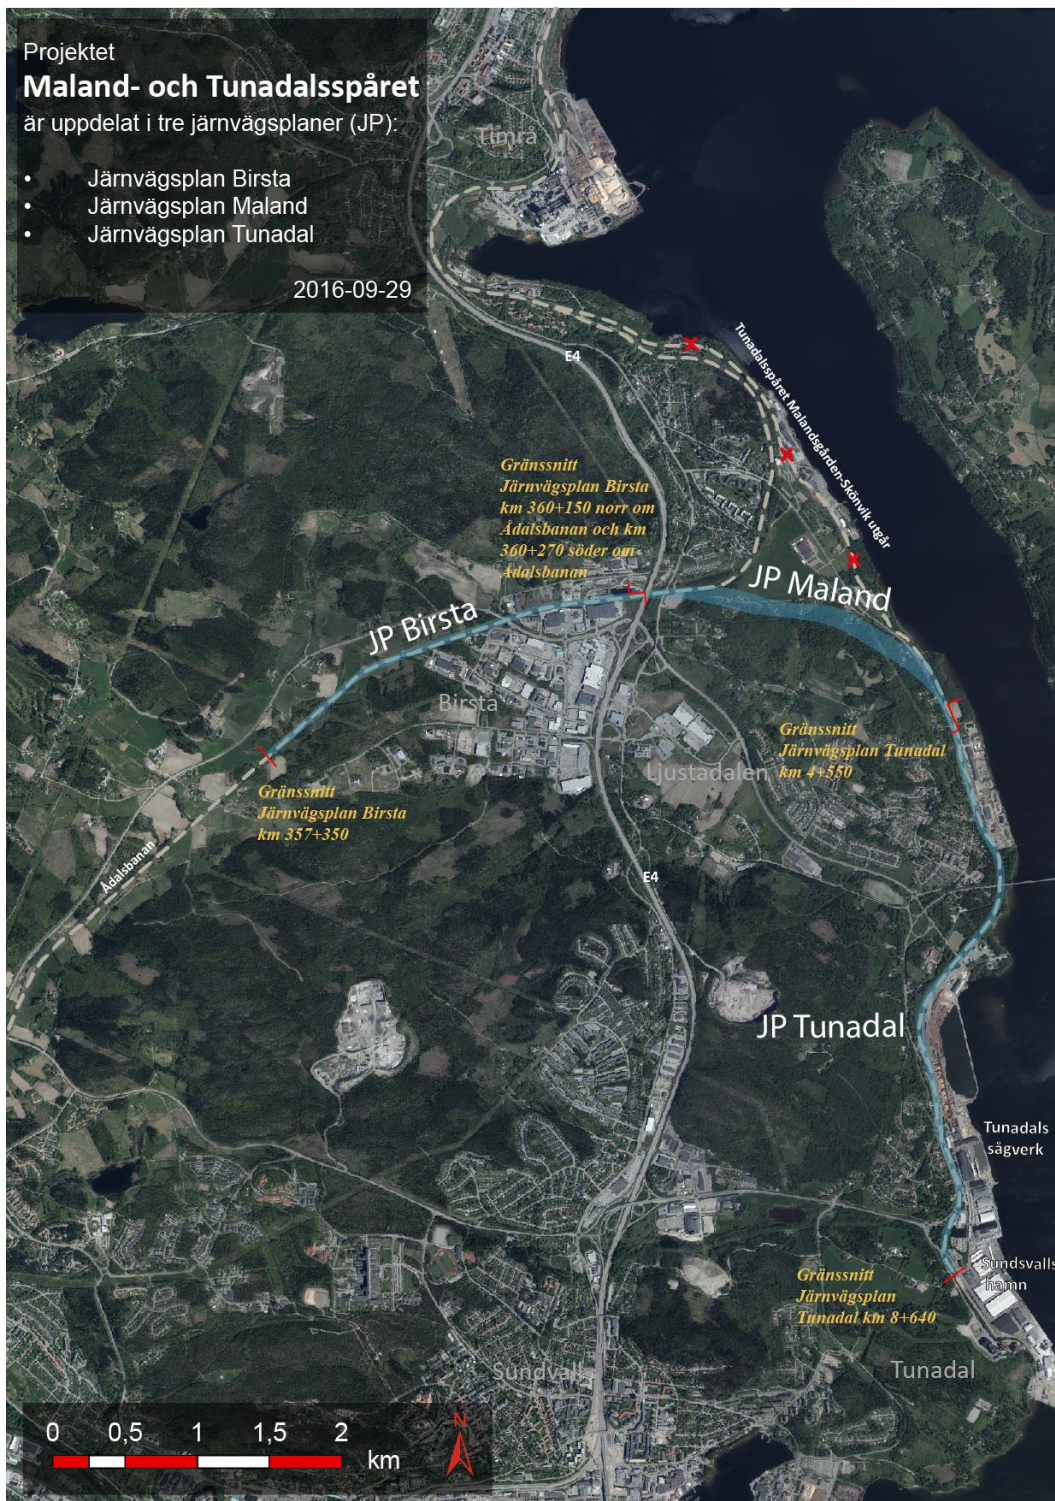 Projektet
Maland- och Tunadalsspåret
är uppdelat i tre järnvägsplaner (JP):
• Järnvägsplan Birsta
• Järnvägsplan Maland
• Järnvägsplan Tunadal
2016-09-29
Timrå
E4
Tunadalsspåret Malandsgården-Skönvik utgår
Gränssnitt
Järnvägsplan Birsta
km 360+150 norr om
Ådalsbanan och km
360+270 söder om
Ådalsbanan
JP Maland
JP Birsta
Birsta
Gränssnitt
Järnvägsplan Tunadal
km 4+550
Ljustadalen
Gränssnitt
Järnvägsplan Birsta
km 357+350
Ådalsbanan
E4
JP Tunadal
Tunadals
sågverk
Sundsvalls
hamn
Gränssnitt
Järnvägsplan
Tunadal km 8+640
Sundvalls
Tunadal
0 0,5 1 1,5 2
km
N